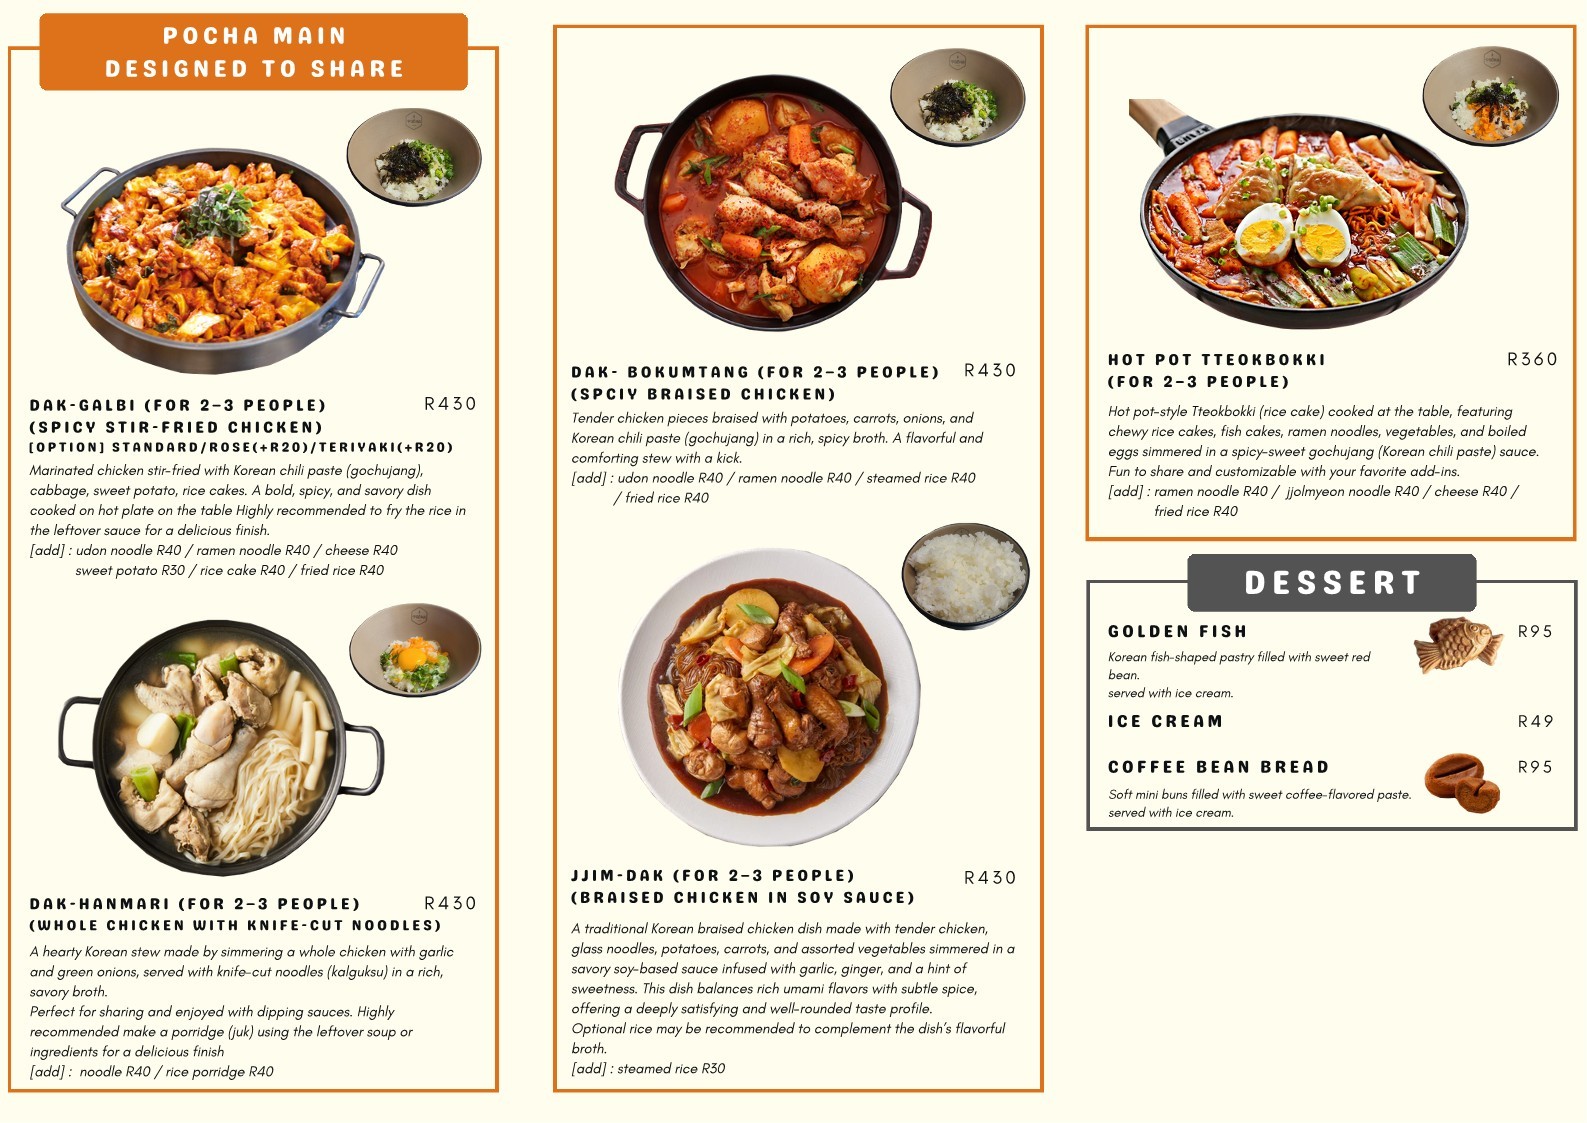 POCHA MAIN
DESIGNED TO SHARE
DAK-GALBI (FOR 2-3 PEOPLE) R430
(SPICY STIR-FRIED CHICKEN)
[OPTION] STANDARD/ROSE(+R20)/TERIYAKI(+R20)
Marinated chicken stir-fried with Korean chili paste (gochujang),
cabbage, sweet potato, rice cakes. A bold, spicy, and savory dish
cooked on hot plate on the table Highly recommended to fry the rice in
the leftover sauce for a delicious finish.
[add] : udon noodle R40 / ramen noodle R40 / cheese R40
sweet potato R30 / rice cake R40 / fried rice R40
DAK-HANMARI (FOR 2-3 PEOPLE) R430
(WHOLE CHICKEN WITH KNIFE-CUT NOODLES)
A hearty Korean stew made by simmering a whole chicken with garlic
and green onions, served with knife-cut noodles (kalguksu) in a rich,
savory broth.
Perfect for sharing and enjoyed with dipping sauces. Highly
recommended make a porridge (juk) using the leftover soup or
ingredients for a delicious finish
[add] : noodle R40 / rice porridge R40
DAK- BOKUMTANG (FOR 2-3 PEOPLE) R430
(SPCIY BRAISED CHICKEN)
Tender chicken pieces braised with potatoes, carrots, onions, and
Korean chili paste (gochujang) in a rich, spicy broth. A flavorful and
comforting stew with a kick.
[add] : udon noodle R40 / ramen noodle R40 / steamed rice R40
/ fried rice R40
JJIM-DAK (FOR 2-3 PEOPLE) R430
(BRAISED CHICKEN IN SOY SAUCE)
A traditional Korean braised chicken dish made with tender chicken,
glass noodles, potatoes, carrots, and assorted vegetables simmered in a
savory soy-based sauce infused with garlic, ginger, and a hint of
sweetness. This dish balances rich umami flavors with subtle spice,
offering a deeply satisfying and well-rounded taste profile.
Optional rice may be recommended to complement the dish's flavorful
broth.
[add] : steamed rice R30
HOT POT TTEOKBOKKI R360
(FOR 2-3 PEOPLE)
Hot pot-style Tteokbokki (rice cake) cooked at the table, featuring
chewy rice cakes, fish cakes, ramen noodles, vegetables, and boiled
eggs simmered in a spicy-sweet gochujang (Korean chili paste) sauce.
Fun to share and customizable with your favorite add-ins.
[add] : ramen noodle R40 / jjolmyeon noodle R40 / cheese R40 /
fried rice R40
DESSERT
GOLDEN FISH R95
Korean fish-shaped pastry filled with sweet red
bean.
served with ice cream.
ICE CREAM R49
COFFEE BEAN BREAD R95
Soft mini buns filled with sweet coffee-flavored paste.
served with ice cream.